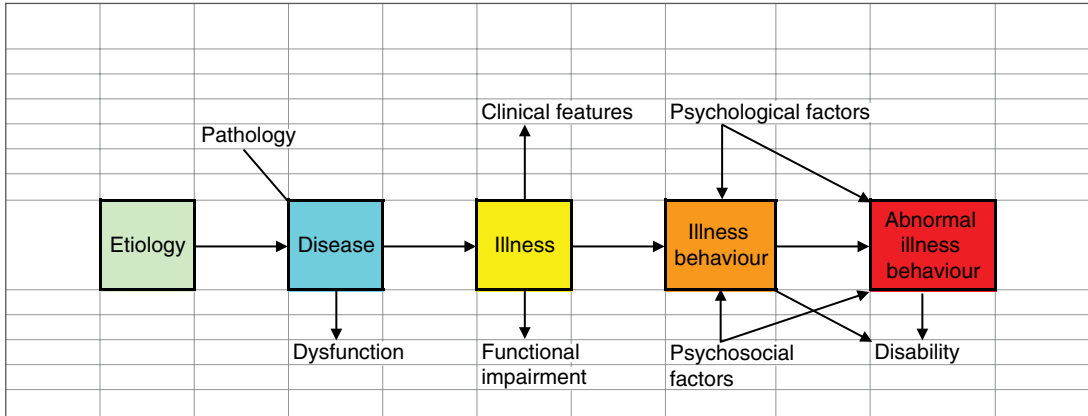 Clinical features
Psychological factors
Pathology
Etiology
Disease
Illness
Illness
behaviour
Abnormal
illness
behaviour
Dysfunction
Functional
impairment
Psychosocial
factors
Disability